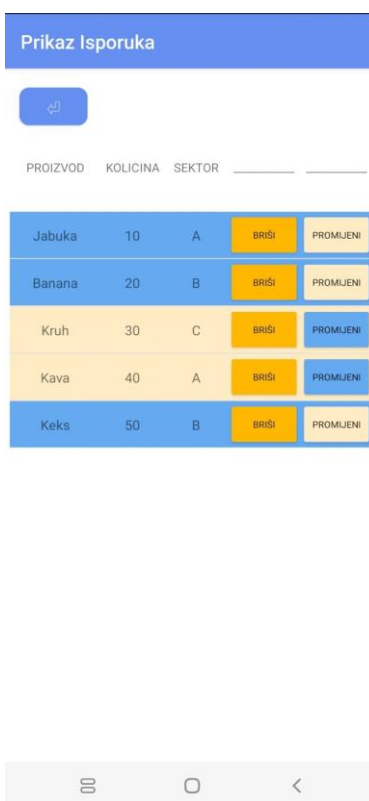 Prikaz Isporuka
PROIZVOD KOLICINA SEKTOR
Jabuka 10 A BRIŠI PROMIJENI
Banana 20 B BRIŠI PROMIJENI
Kruh 30 C BRIŠI PROMIJENI
Kava 40 A BRIŠI PROMIJENI
Keks 50 B BRIŠI PROMIJENI